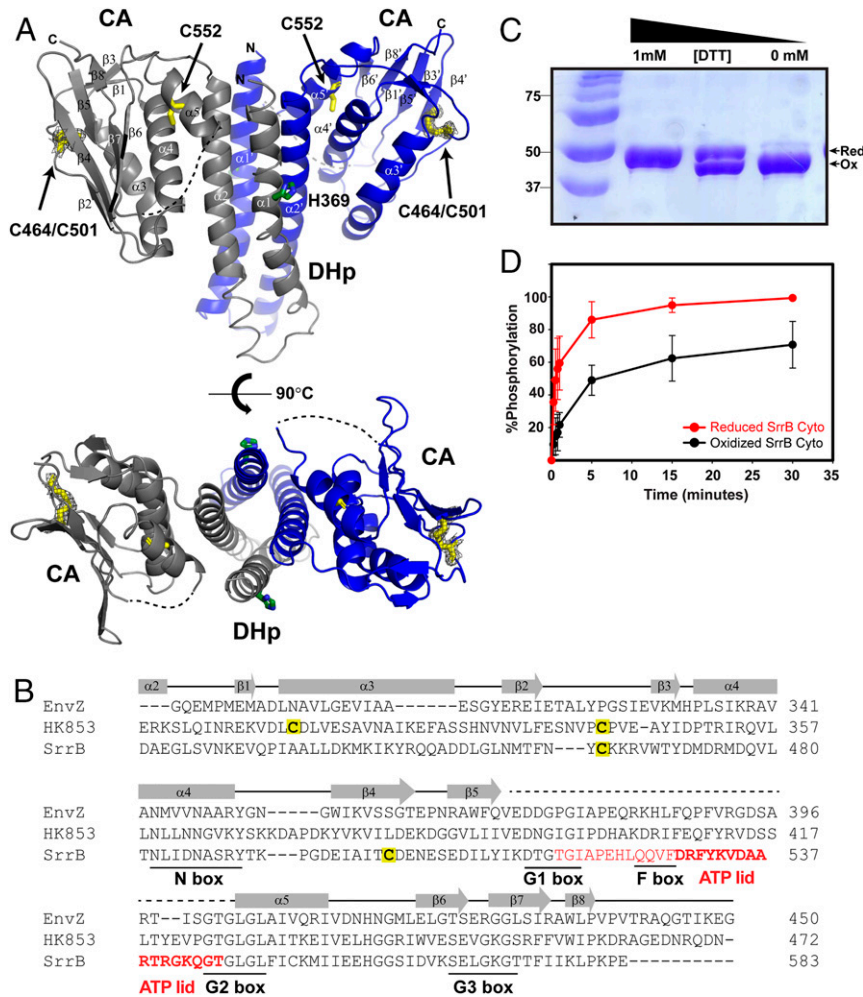 A
CA
C552
N
N
C552
CA
C
C
β3
β8
β1
β5
α5
β6
β7
β4
α4
α3
β2
α1'
α2
α1
α2'
α5'
α4'
β8'
β6'
β3'
β4'
β1'
β5'
α3'
H369
C464/C501
C464/C501
DHp
90°C
CA
CA
DHp
C
1mM [DTT] 0 mM
75
50
37
Red
Ox
D
%Phosphorylation
100
80
60
40
20
Reduced SrrB Cyto
Oxidized SrrB Cyto
0 5 10 15 20 25 30 35
Time (minutes)
B
α2 β1 α3 β2 β3 α4
EnvZ ---GQEMPMEMADLNAVLGEVIAA-----ESGYEREIETALYPGSIEVKMHPLSIKRAV 341
HK853 ERKSLQINREKVDLCDLVESAVNAIKEFASSHNVNVLFESNVPCPVE-AYIDPTRIRQVL 357
SrrB DAEGLSVNKEVQPIAALLDKMKIKYRQQADDLGLNMTFN---YCKKRVWTYDMDRMDQVL 480
α4 β4 β5
EnvZ ANMVVNAARYGN-----GWIKVSSGTEPNRAWFQVEDDGPGIAPEQRKHLFQPFVRGDSA 396
HK853 LNLLNNGVKYSKKDAPDKYVKVILDEKDGGVLIIVEDNGIGIPDHAKDRIFEQFYRVDSS 417
SrrB TNLIDNASRYTK---PGDEIAITCDENESEDILYIKDTGTGIAPEHLQQVFDRFYKVDAA 537
N box G1 box F box ATP lid
α5 β6 β7 β8
EnvZ RT--ISGTGLGLAIVQRIVDNHNGMLELGTSERGGLSIRAWLPVPVTRAQGTIKEG 450
HK853 LTYEVPGTGLGLAITKEIVELHGGRIWVESEVGKGSRFFVWIPKDRAGEDNRQDN- 472
SrrB RTRGKQGTGLGLFICKMIIEEHGGSIDVKSELGKGTTFIIKLPKPE---------- 583
ATP lid G2 box G3 box